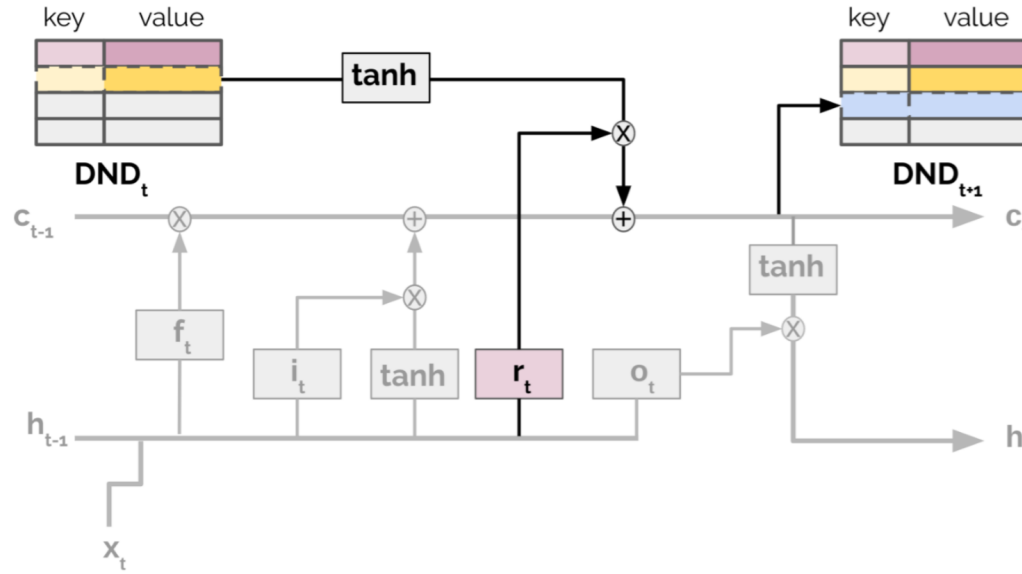 key value
key value
tanh
X
DNDₜ
DNDₜ₊₁
cₜ₋₁
X
+
+
c
tanh
X
X
fₜ
iₜ
tanh
rₜ
oₜ
hₜ₋₁
h
xₜ